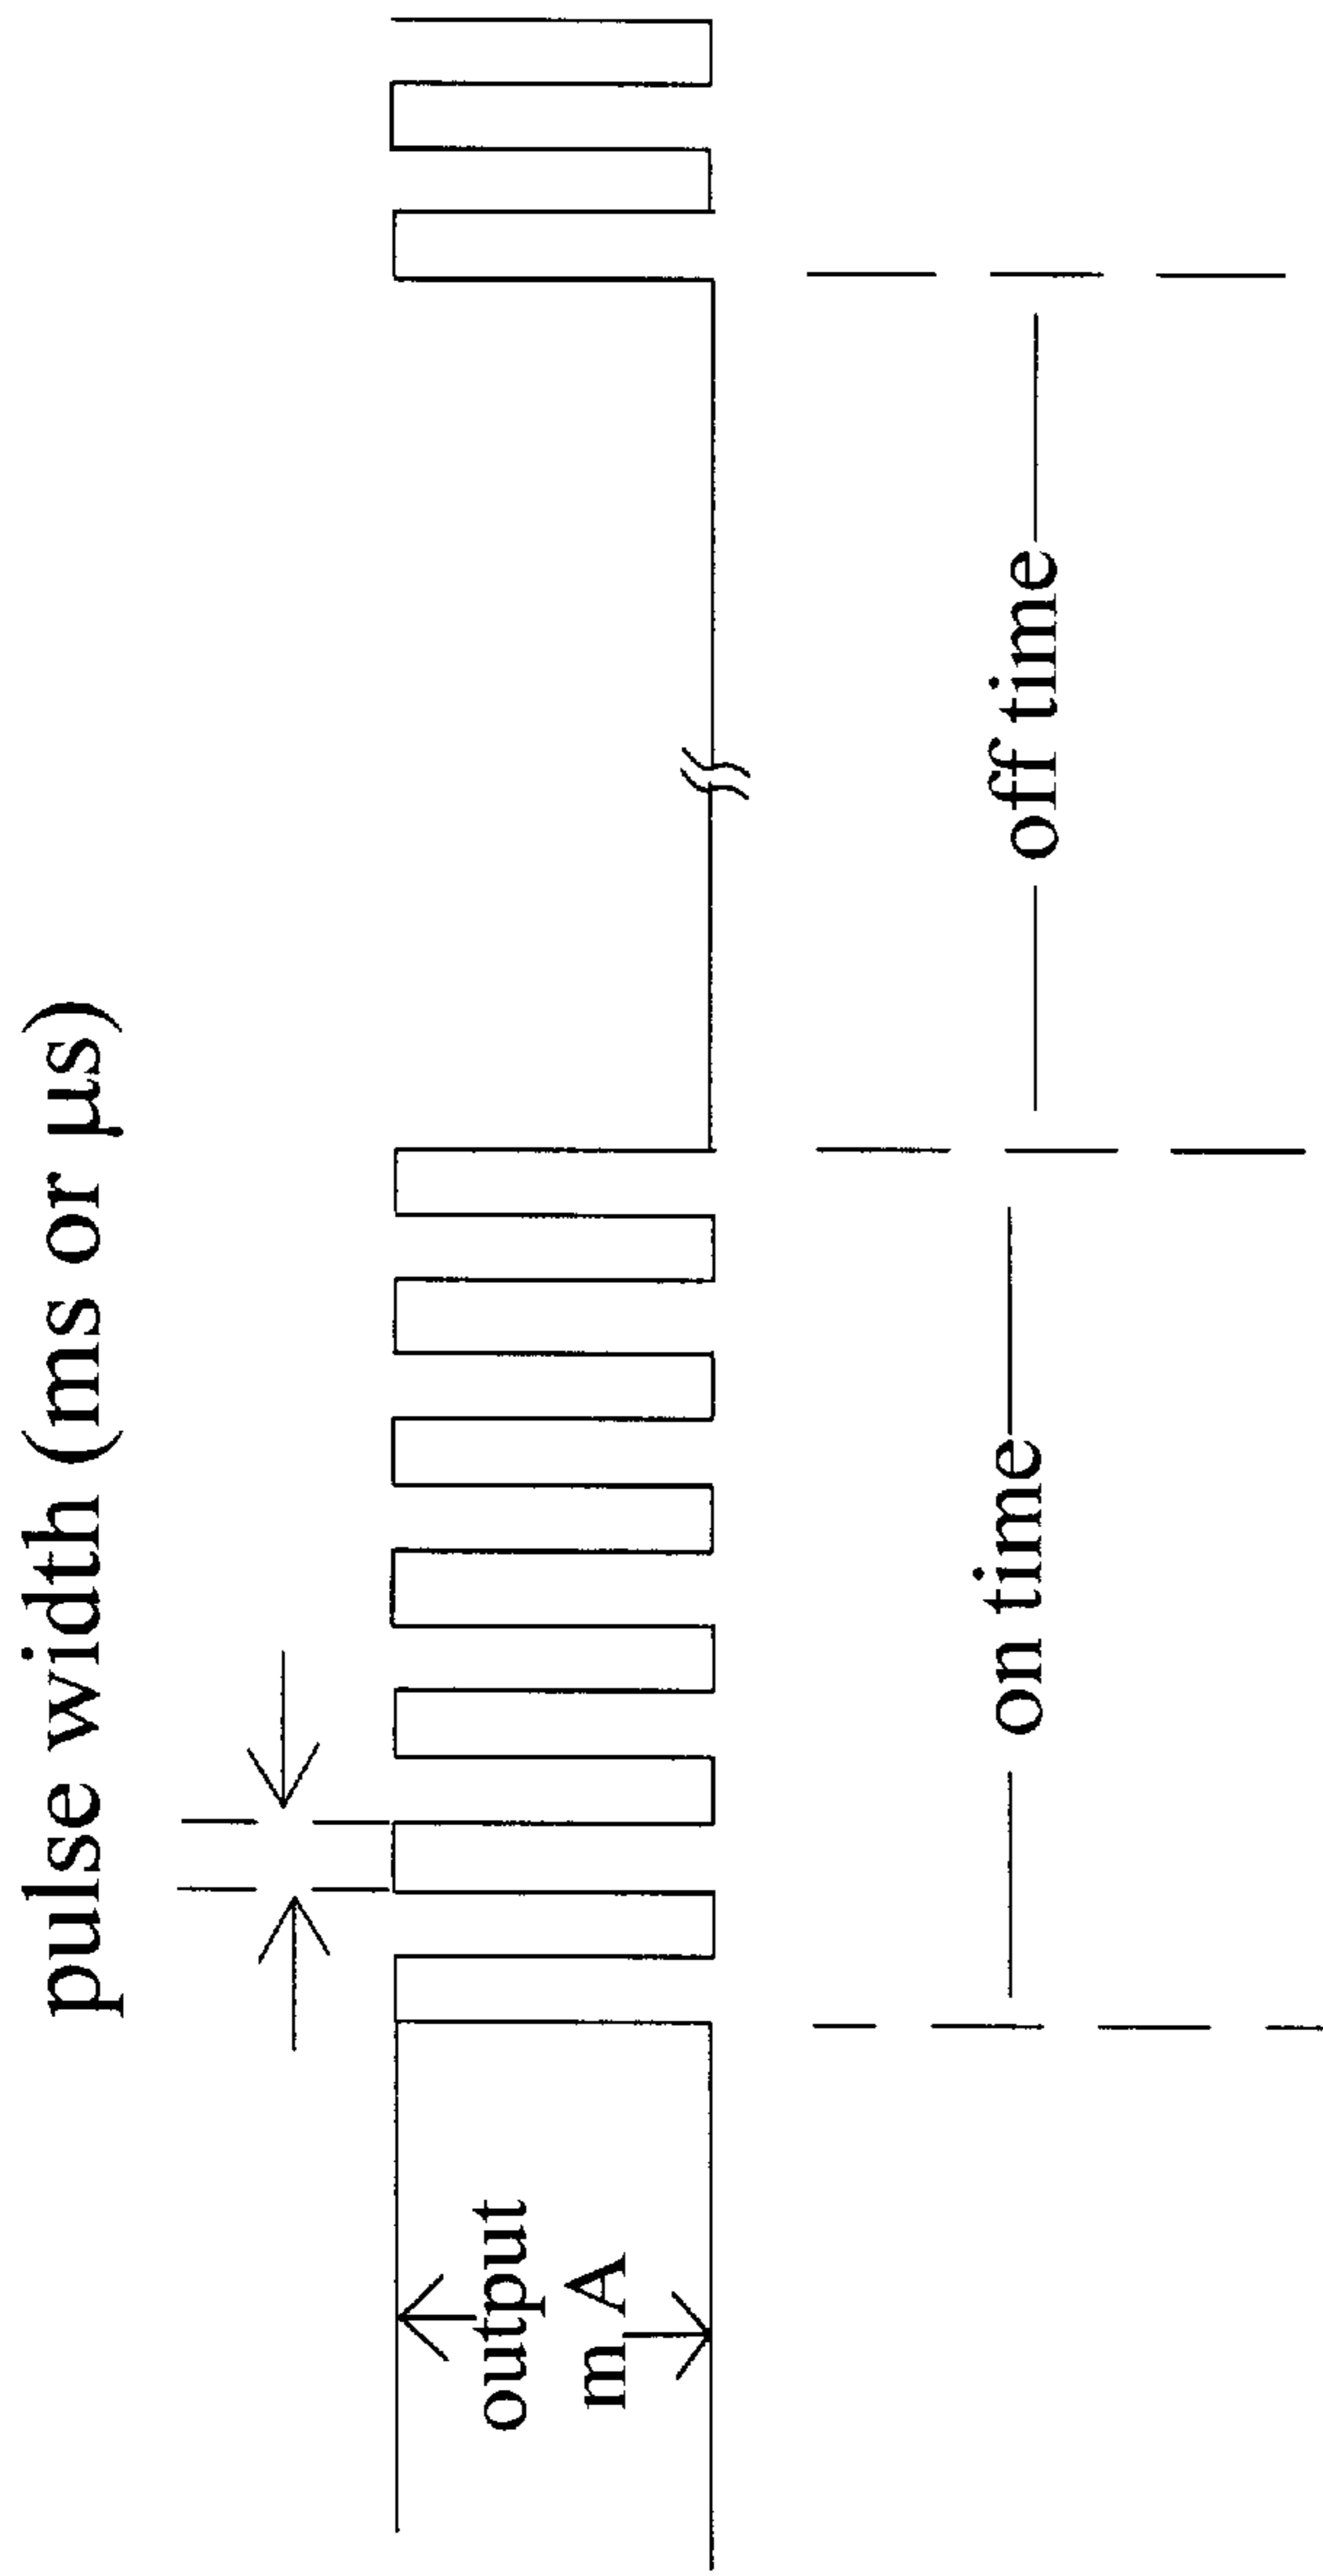 pulse width (ms or µs)
output
mA
on time
off time